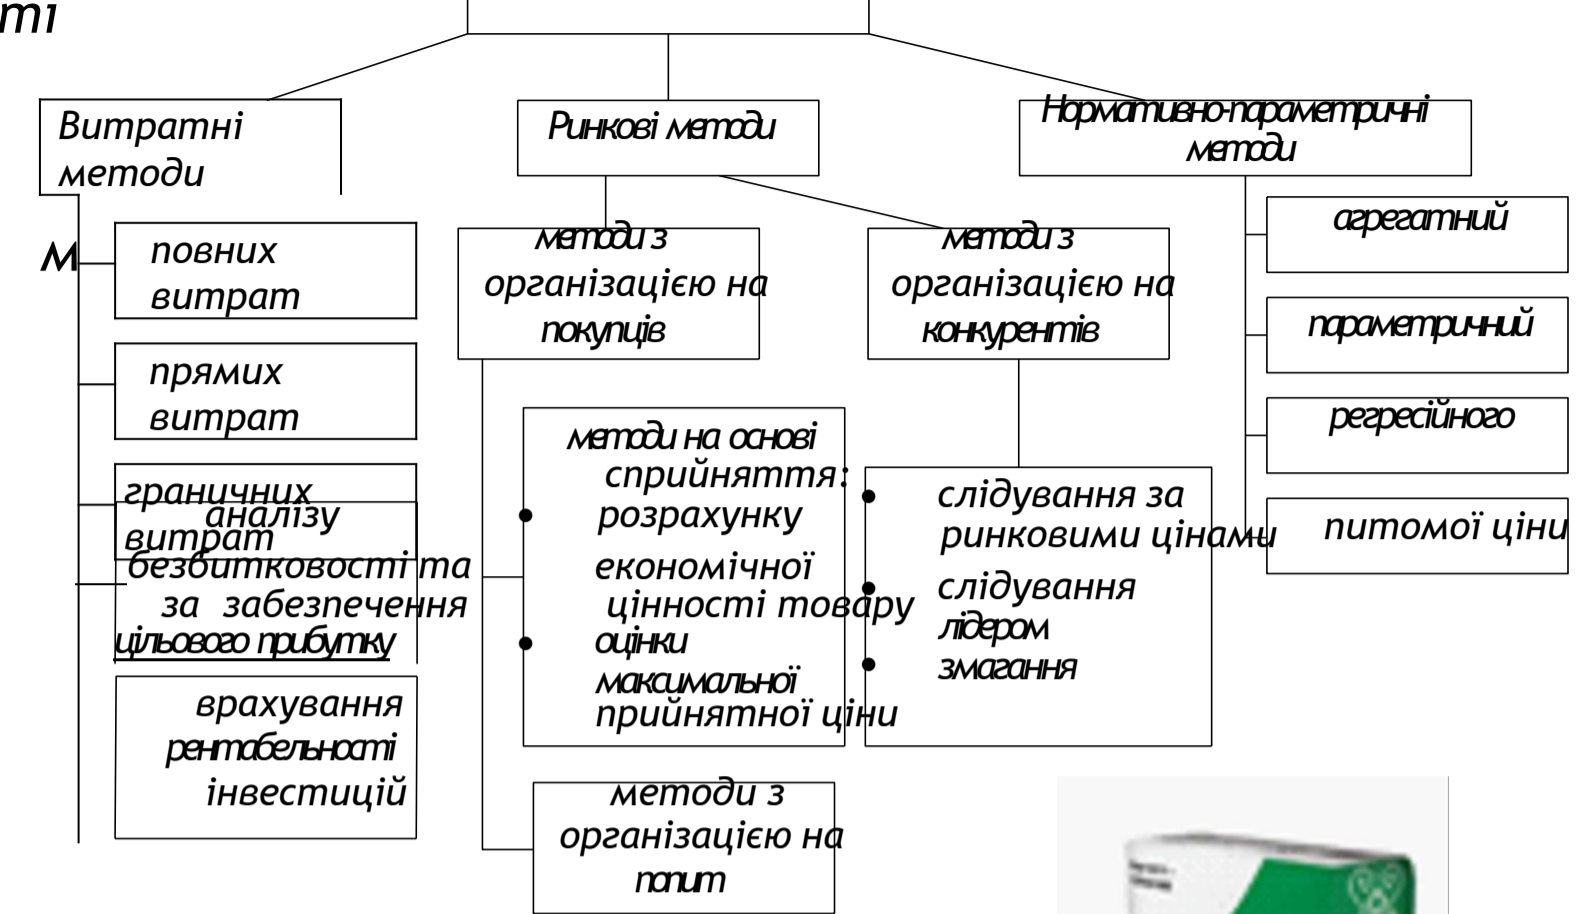 ті
Витратні
методи
М
повних
витрат
прямих
витрат
граничних
витрат
аналізу
безбитковості та
за забезпечення
цільового прибутку
врахування
рентабельності
інвестицій
Ринкові методи
методи з
організацією на
покупців
методи на основі
сприйняття:
• розрахунку
економічної
цінності товару
• оцінки
максимальної
прийнятної ціни
методи з
організацією на
попит
методи з
організацією на
конкурентів
• слідування за
ринковими цінами
• слідування
лідером
• змагання
Нормативно-параметричні
методи
агрегатний
параметричний
регресійного
питомої ціни